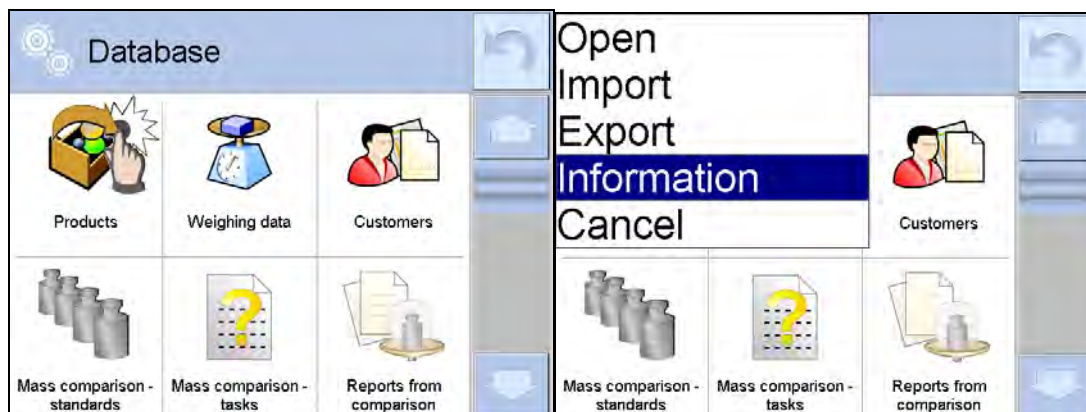 Database
Products
Weighing data
Customers
Mass comparison -
standards
Mass comparison -
tasks
Reports from
comparison
Open
Import
Export
Information
Cancel
Customers
Mass comparison -
standards
Mass comparison -
tasks
Reports from
comparison